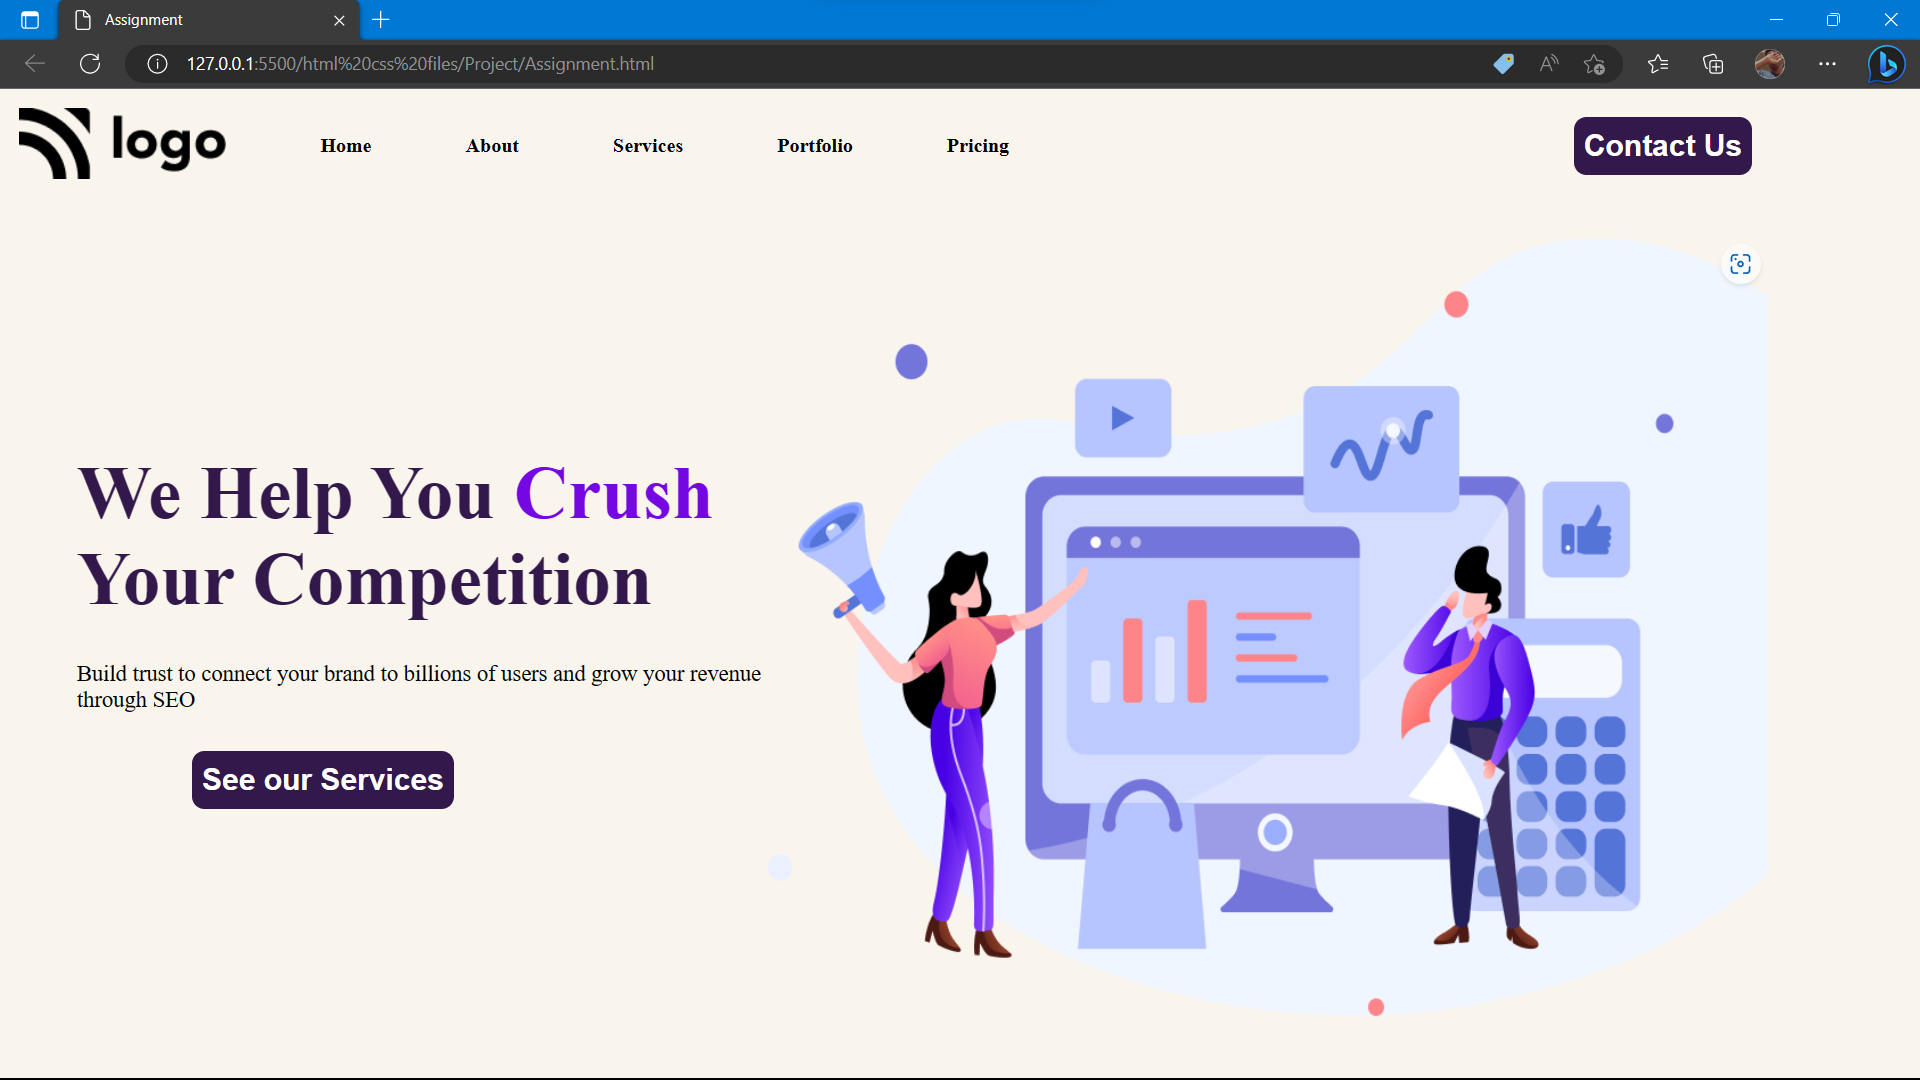 Assignment
127.0.0.1:5500/html%20css%20files/Project/Assignment.html
logo
Home About Services Portfolio Pricing
Contact Us
We Help You Crush
Your Competition
Build trust to connect your brand to billions of users and grow your revenue
through SEO
See our Services